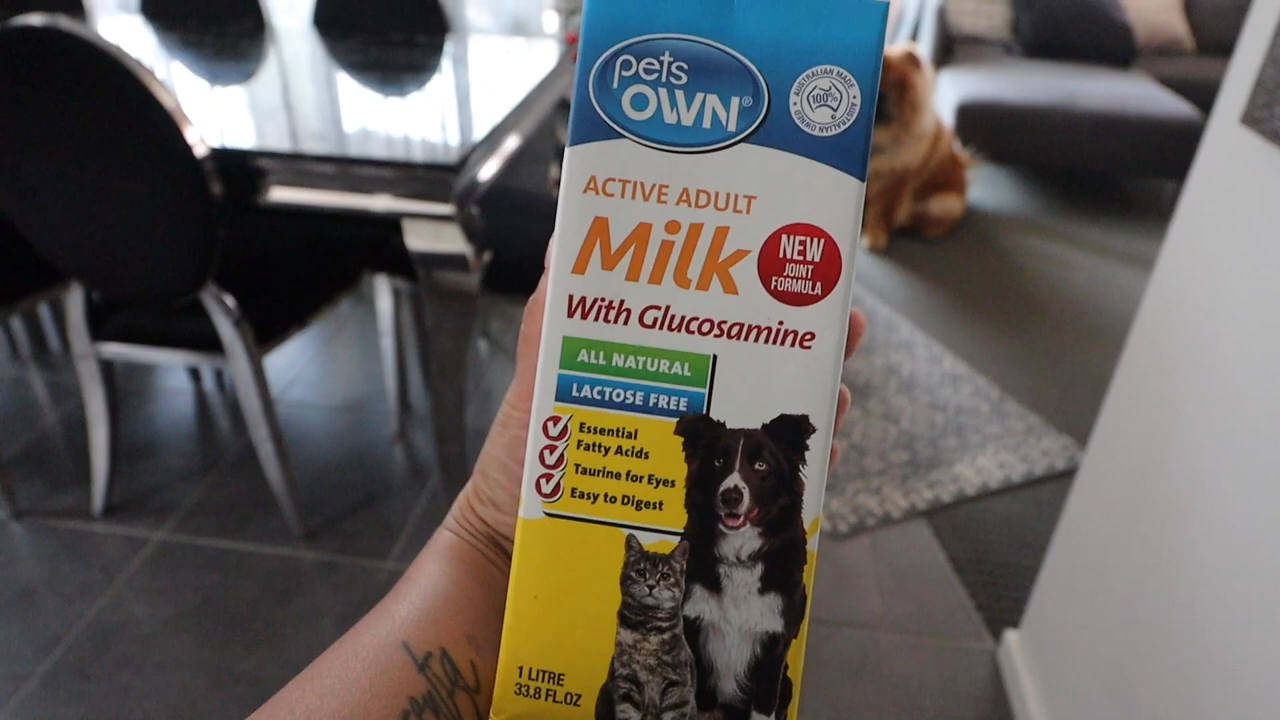 pets
OWN®
AUSTRALIAN MADE
100%
AUSTRALIAN OWNED
ACTIVE ADULT
Milk
NEW
JOINT
FORMULA
With Glucosamine
ALL NATURAL
LACTOSE FREE
Essential
Fatty Acids
Taurine for Eyes
Easy to Digest
1 LITRE
33.8 FL.OZ